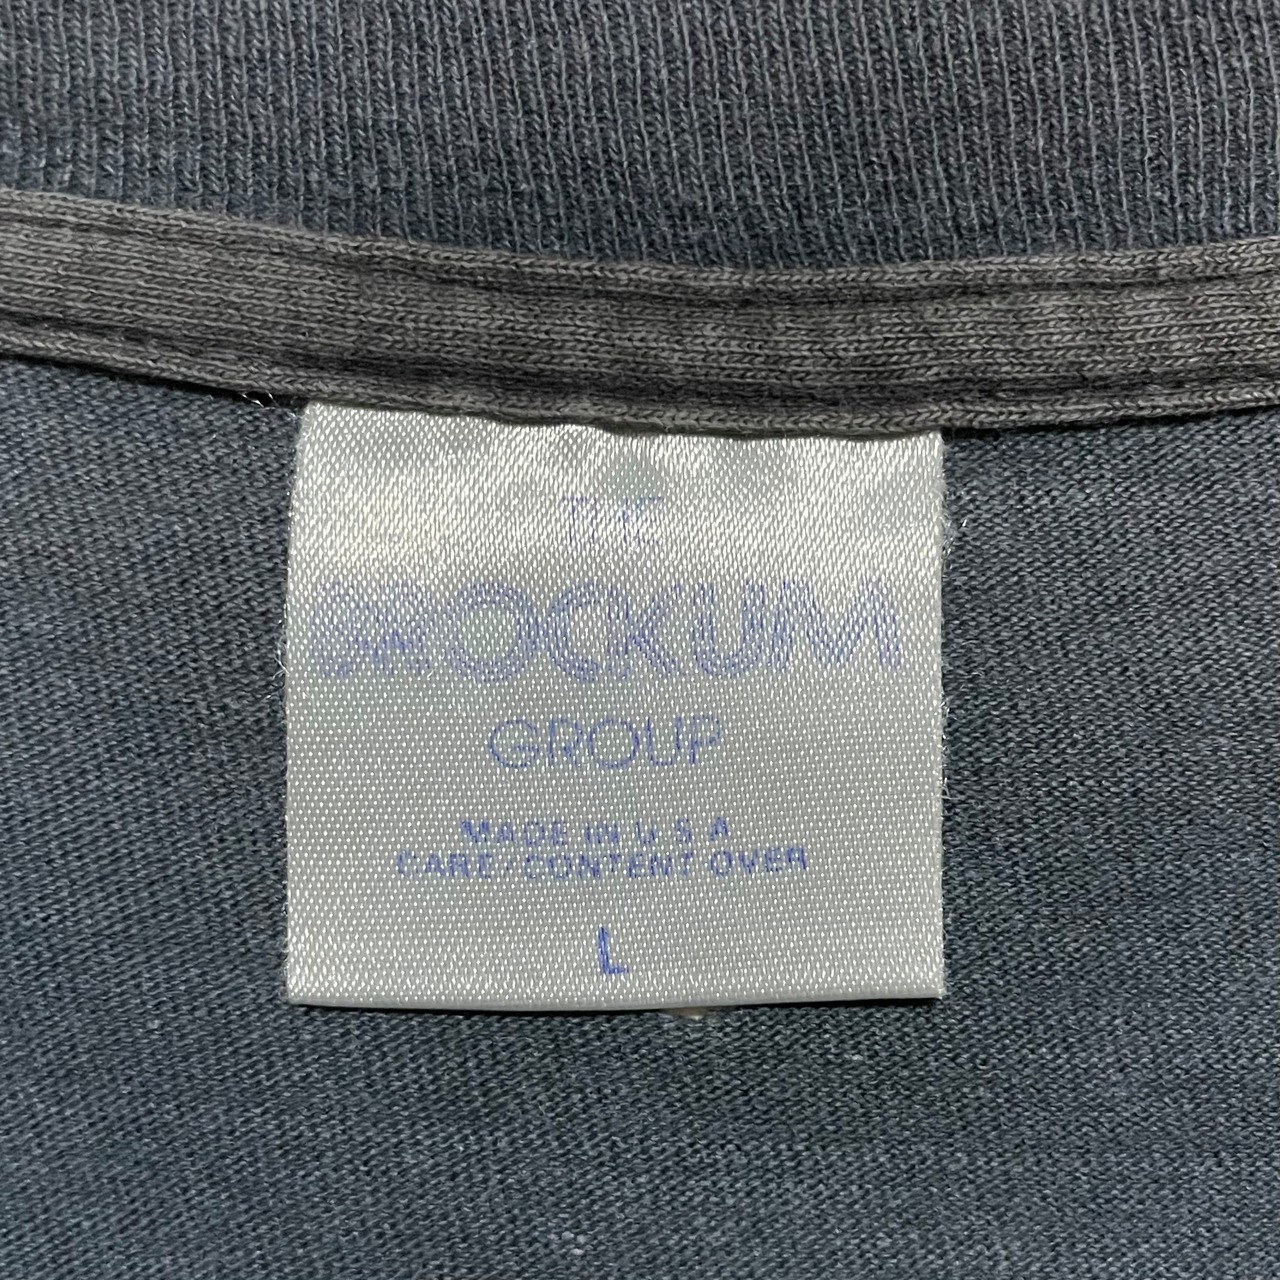 THE
BROCKUM
GROUP
MADE IN U S A
CARE/CONTENT OVER
L